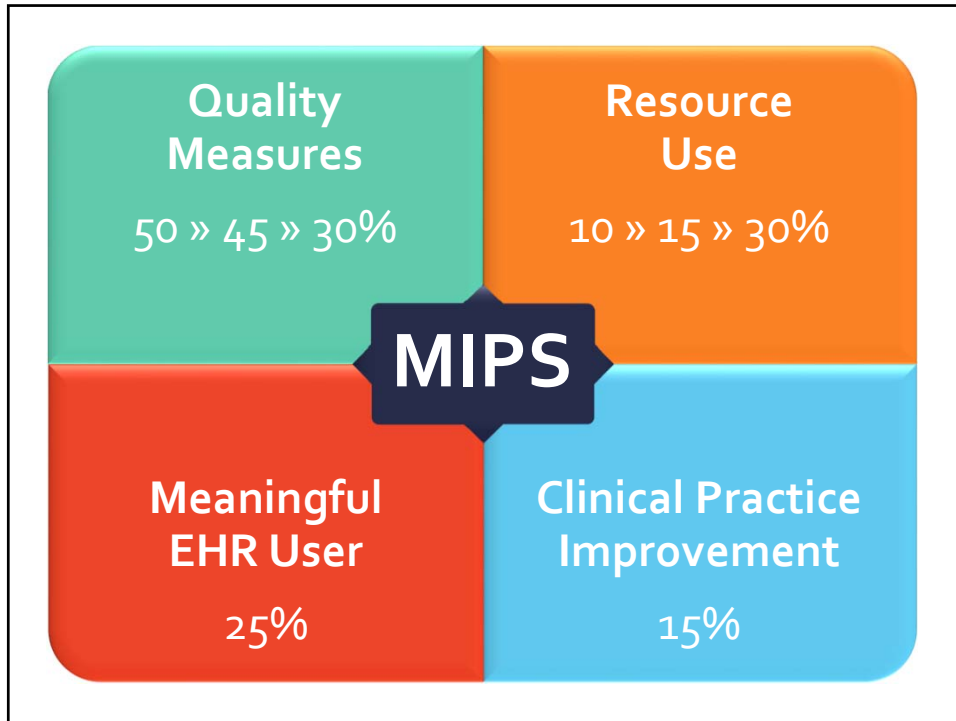 Quality
Measures
50 » 45 » 30%
Resource
Use
10 » 15 » 30%
MIPS
Meaningful
EHR User
25%
Clinical Practice
Improvement
15%